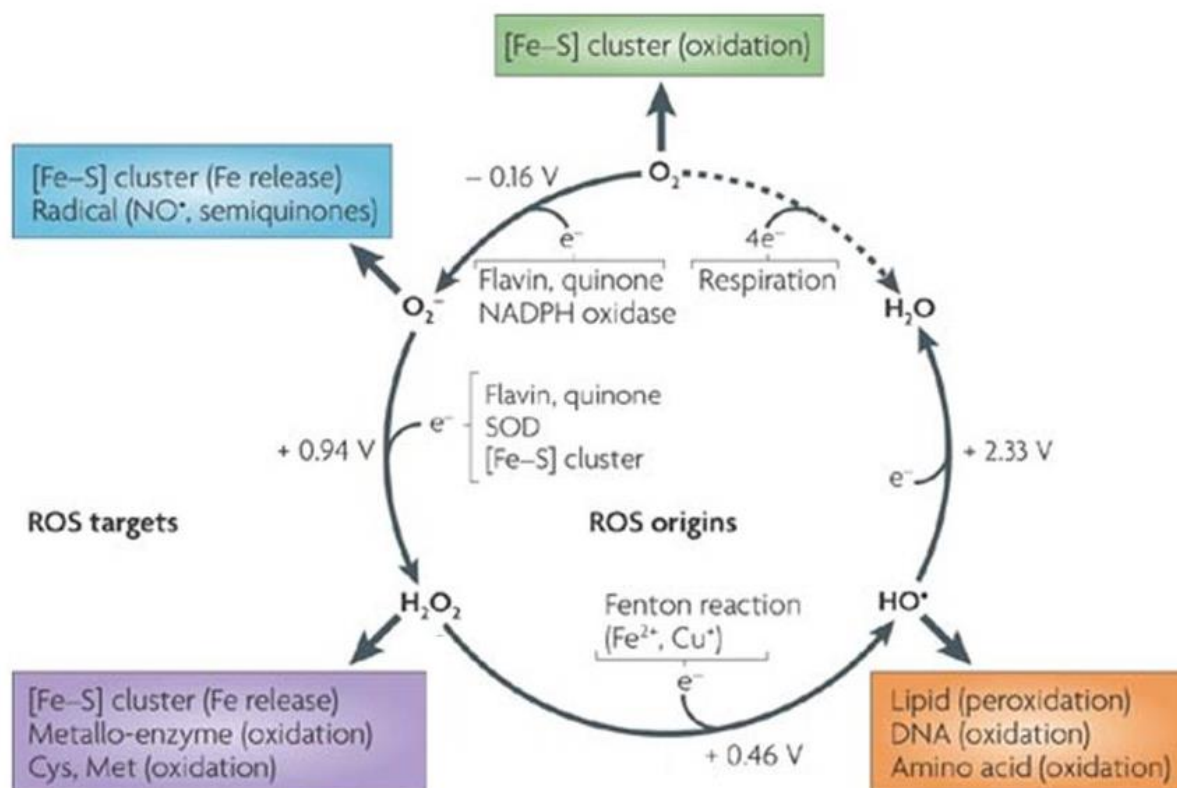 [Fe–S] cluster (oxidation)
[Fe–S] cluster (Fe release)
Radical (NO•, semiquinones)
– 0.16 V
O₂
e⁻
4e⁻
Flavin, quinone
NADPH oxidase
Respiration
O₂⁻
H₂O
Flavin, quinone
SOD
[Fe–S] cluster
e⁻
+ 0.94 V
e⁻
+ 2.33 V
ROS targets
ROS origins
H₂O₂
Fenton reaction
(Fe²⁺, Cu⁺)
e⁻
HO•
+ 0.46 V
[Fe–S] cluster (Fe release)
Metallo-enzyme (oxidation)
Cys, Met (oxidation)
Lipid (peroxidation)
DNA (oxidation)
Amino acid (oxidation)